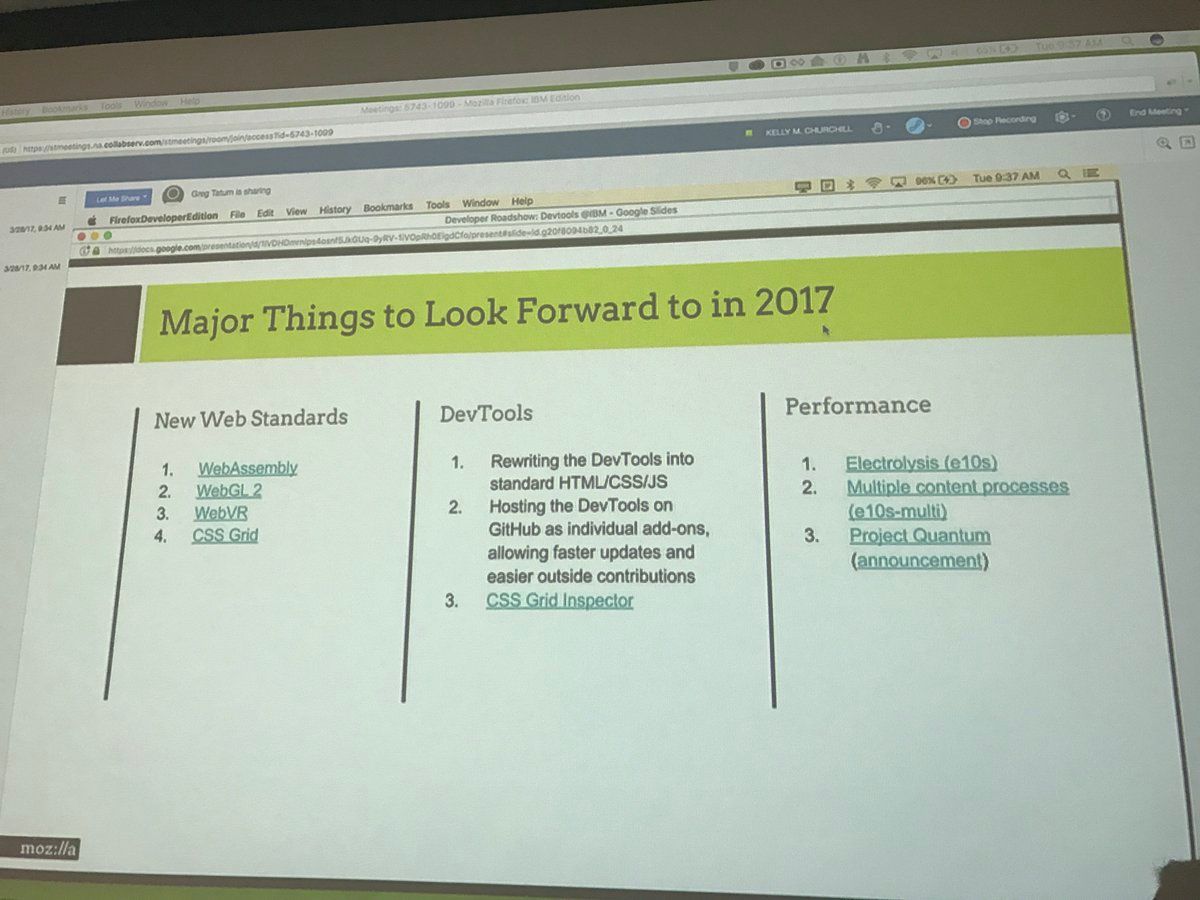 65% Tue 9:37 AM
History Bookmarks Tools Window Help
Meetings: 5743-1099 - Mozilla Firefox: IBM Edition
(US) https://stmeetings.na.collabserv.com/stmeetings/room/join/access?id=5743-1099
KELLY M. CHURCHILL Stop Recording End Meeting
Let Me Share Greg Tatum is sharing
3/28/17, 9:34 AM
3/28/17, 9:34 AM
FirefoxDeveloperEdition File Edit View History Bookmarks Tools Window Help 96% Tue 9:37 AM
Developer Roadshow: Devtools @IBM - Google Slides
https://docs.google.com/presentation/d/
Major Things to Look Forward to in 2017
New Web Standards
1. WebAssembly
2. WebGL 2
3. WebVR
4. CSS Grid
DevTools
1. Rewriting the DevTools into
standard HTML/CSS/JS
2. Hosting the DevTools on
GitHub as individual add-ons,
allowing faster updates and
easier outside contributions
3. CSS Grid Inspector
Performance
1. Electrolysis (e10s)
2. Multiple content processes
(e10s-multi)
3. Project Quantum
(announcement)
moz://a